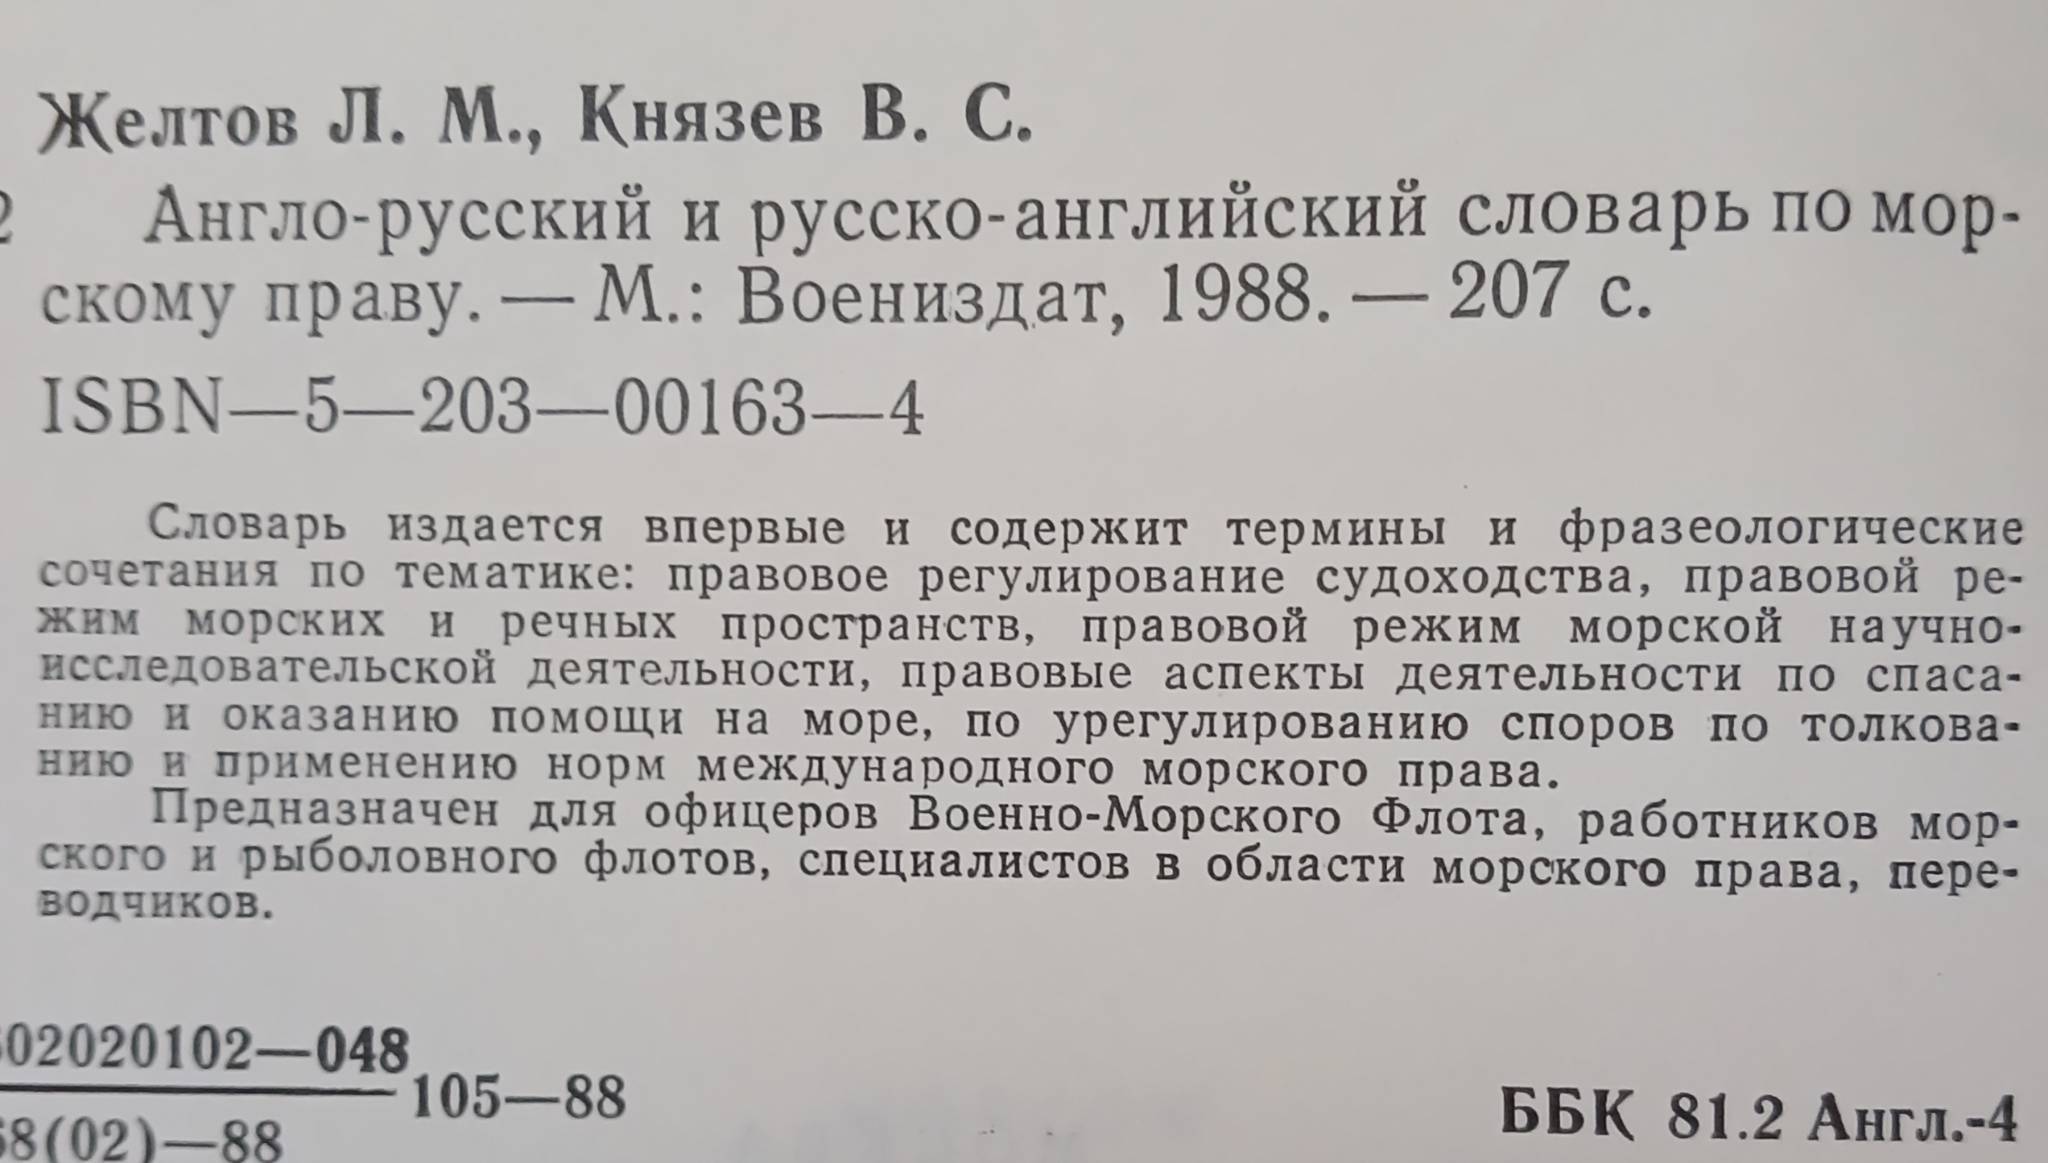 Желтов Л. М., Князев В. С.
2 Англо-русский и русско-английский словарь по мор-
скому праву. — М.: Воениздат, 1988. — 207 с.
ISBN—5—203—00163—4
Словарь издается впервые и содержит термины и фразеологические
сочетания по тематике: правовое регулирование судоходства, правовой ре-
жим морских и речных пространств, правовой режим морской научно-
исследовательской деятельности, правовые аспекты деятельности по спаса-
нию и оказанию помощи на море, по урегулированию споров по толкова-
нию и применению норм международного морского права.
Предназначен для офицеров Военно-Морского Флота, работников мор-
ского и рыболовного флотов, специалистов в области морского права, пере-
водчиков.
02020102—048
105—88
68(02)—88
ББК 81.2 Англ.-4